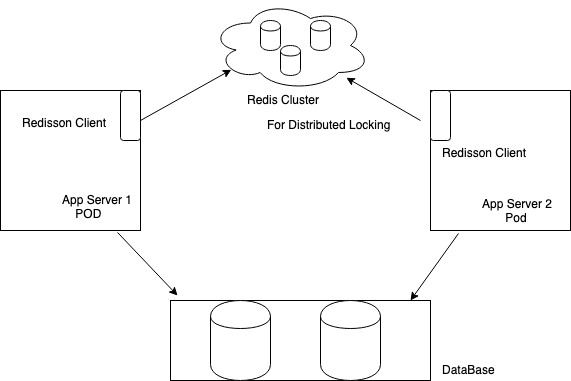 Redis Cluster
For Distributed Locking
Redisson Client
Redisson Client
App Server 1
POD
App Server 2
Pod
DataBase